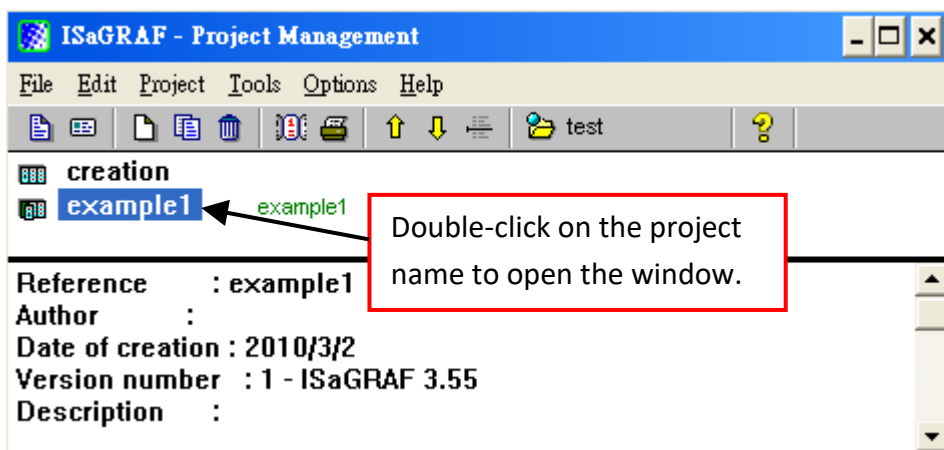 ISaGRAF - Project Management
File Edit Project Tools Options Help
test
creation
example1 example1
Double-click on the project
name to open the window.
Reference : example1
Author :
Date of creation : 2010/3/2
Version number : 1 - ISaGRAF 3.55
Description :